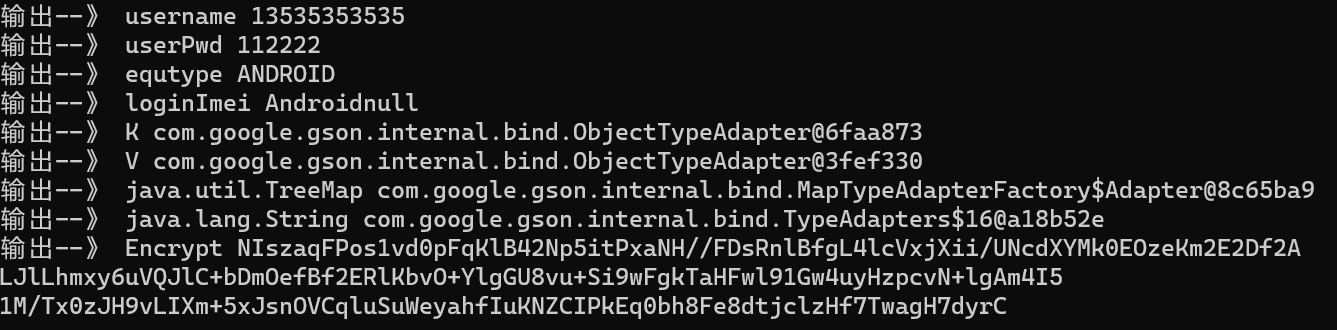 输出--》 username 13535353535
输出--》 userPwd 112222
输出--》 equtype ANDROID
输出--》 loginImei Androidnull
输出--》 K com.google.gson.internal.bind.ObjectTypeAdapter@6faa873
输出--》 V com.google.gson.internal.bind.ObjectTypeAdapter@3fef330
输出--》 java.util.TreeMap com.google.gson.internal.bind.MapTypeAdapterFactory$Adapter@8c65ba9
输出--》 java.lang.String com.google.gson.internal.bind.TypeAdapters$16@a18b52e
输出--》 Encrypt NIszaqFPos1vd0pFqKlB42Np5itPxaNH//FDsRnlBfgL4lcVxjXii/UNcdXYMk0EOzeKm2E2Df2A
LJlLhmxy6uVQJlC+bDmOefBf2ERlKbvO+YlgGU8vu+Si9wFgkTaHFwl91Gw4uyHzpcvN+lgAm4I5
1M/Tx0zJH9vLIXm+5xJsnOVCqluSuWeyahfIuKNZCIPkEq0bh8Fe8dtjclzHf7TwagH7dyrC